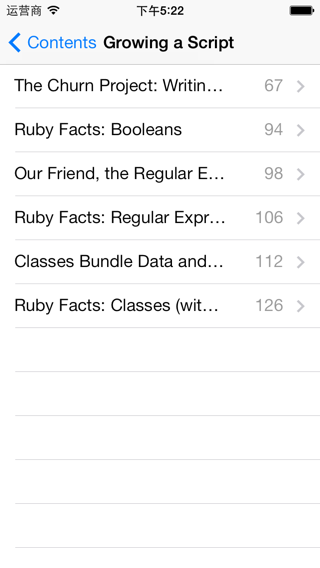 运营商 下午5:22
Contents Growing a Script
The Churn Project: Writin... 67
Ruby Facts: Booleans 94
Our Friend, the Regular E... 98
Ruby Facts: Regular Expr... 106
Classes Bundle Data and... 112
Ruby Facts: Classes (wit... 126